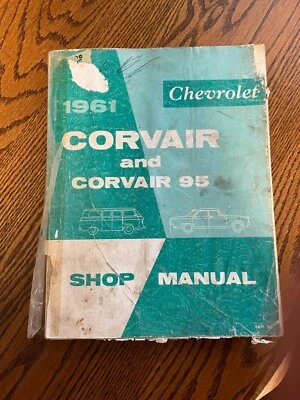 Chevrolet
1961
CORVAIR
and
CORVAIR 95
SHOP MANUAL